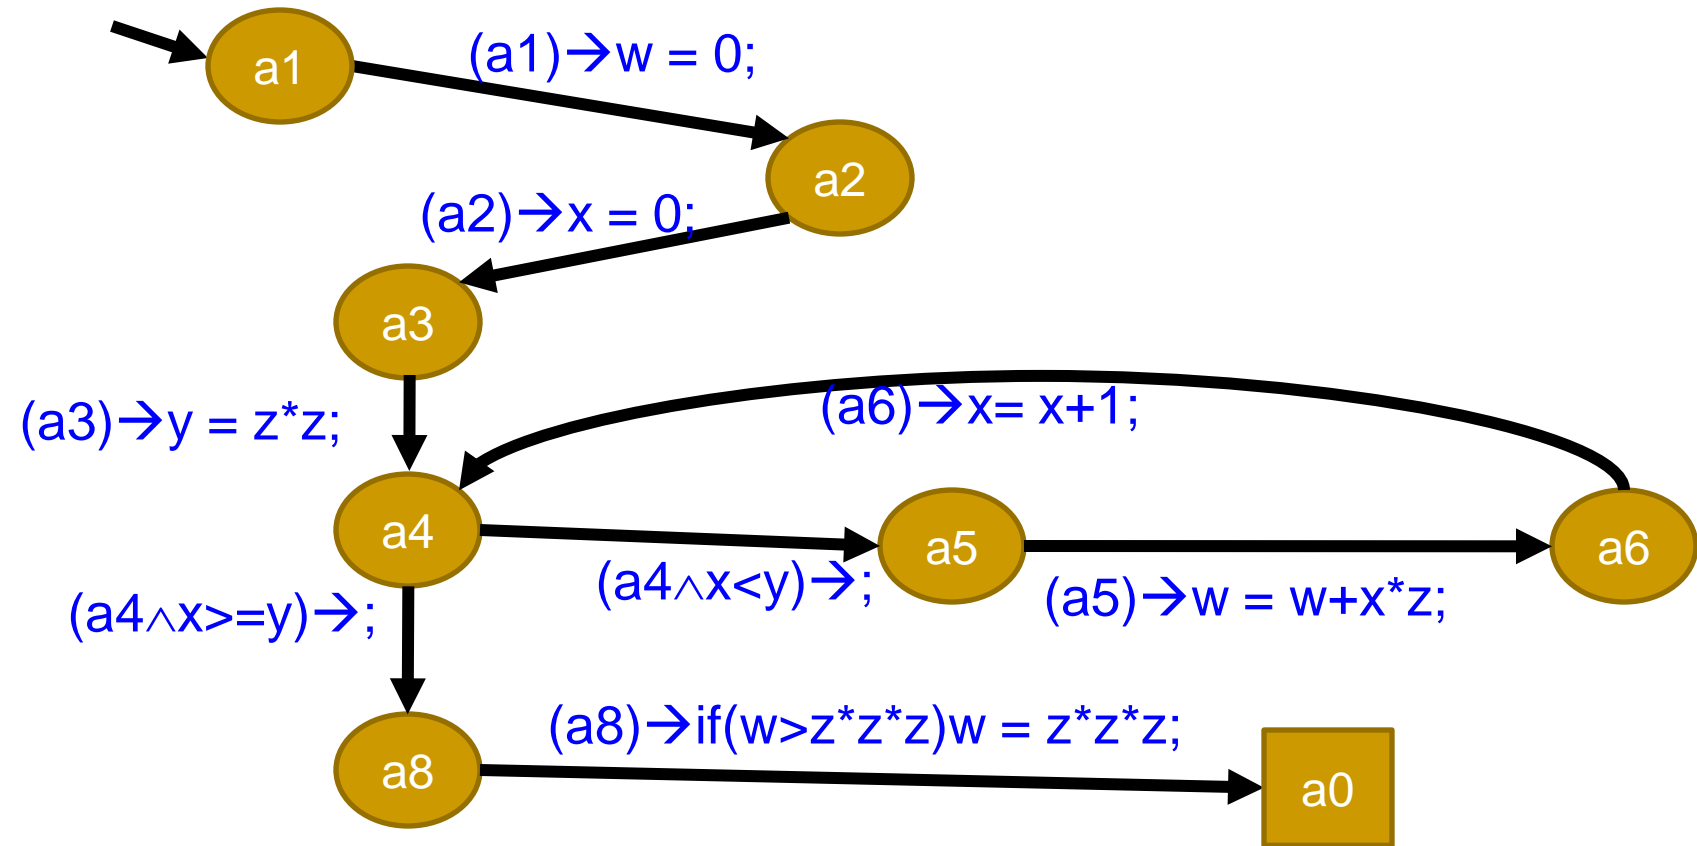 a1
(a1)→w = 0;
a2
(a2)→x = 0;
a3
(a3)→y = z*z;
(a6)→x= x+1;
a4
a5
a6
(a4∧x<y)→;
(a5)→w = w+x*z;
(a4∧x>=y)→;
(a8)→if(w>z*z*z)w = z*z*z;
a8
a0